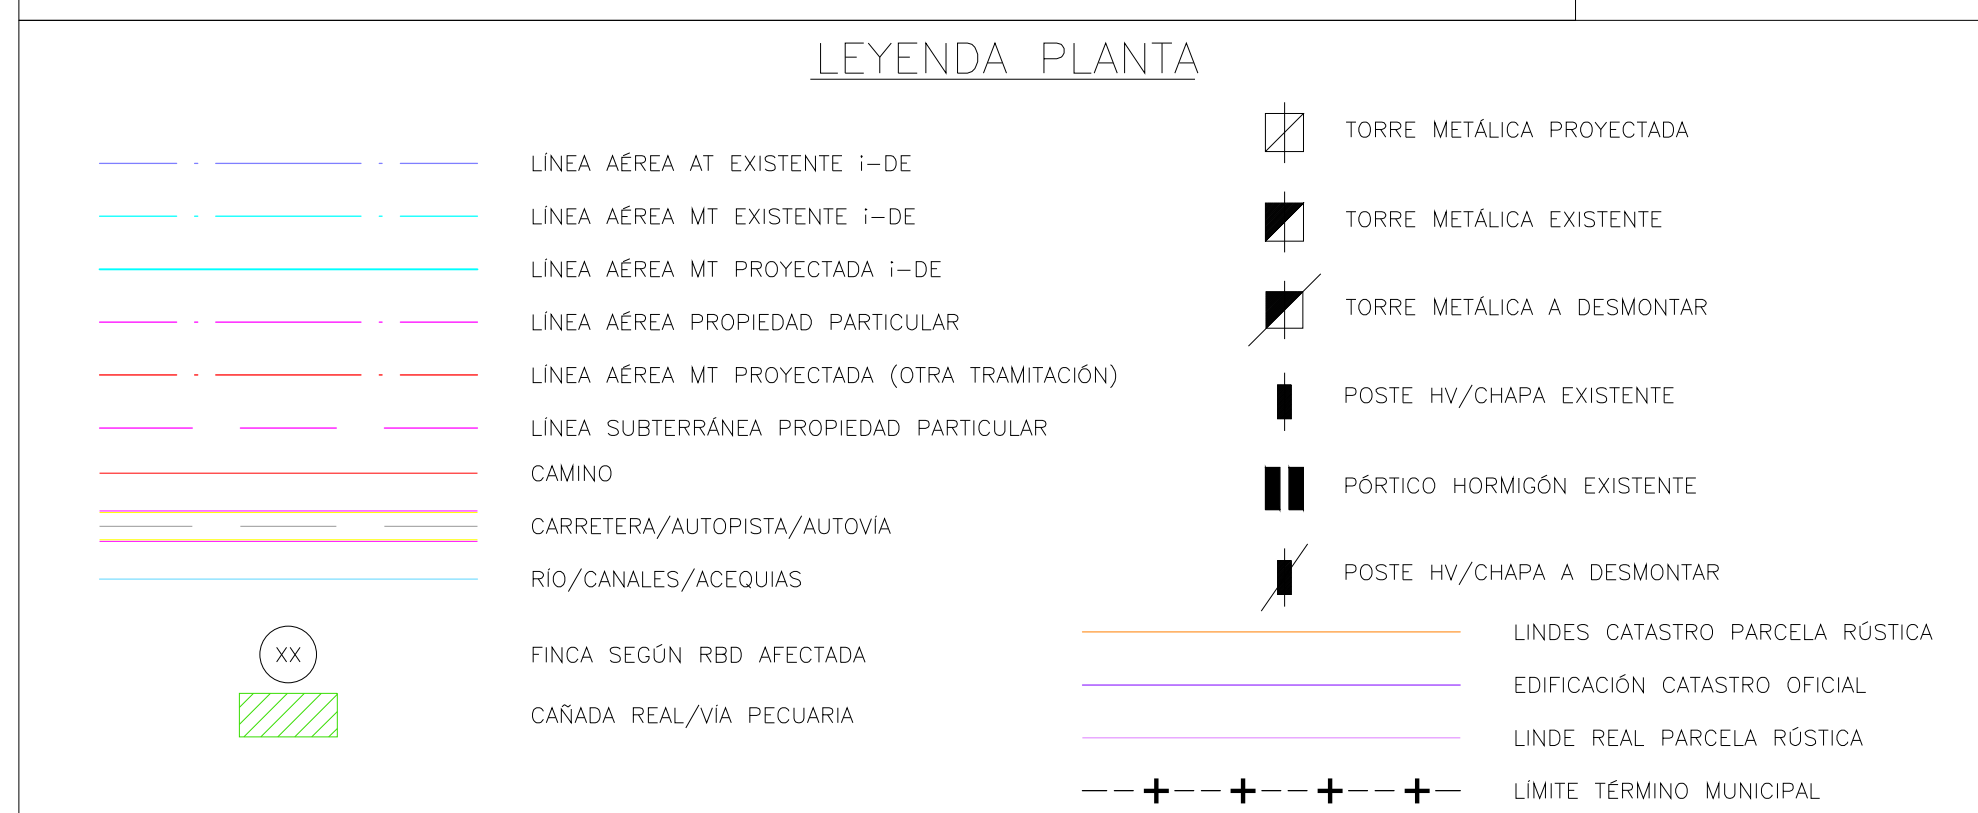 LEYENDA PLANTA
LÍNEA AÉREA AT EXISTENTE i-DE
LÍNEA AÉREA MT EXISTENTE i-DE
LÍNEA AÉREA MT PROYECTADA i-DE
LÍNEA AÉREA PROPIEDAD PARTICULAR
LÍNEA AÉREA MT PROYECTADA (OTRA TRAMITACIÓN)
LÍNEA SUBTERRÁNEA PROPIEDAD PARTICULAR
CAMINO
CARRETERA/AUTOPISTA/AUTOVÍA
RÍO/CANALES/ACEQUIAS
XX FINCA SEGÚN RBD AFECTADA
CAÑADA REAL/VÍA PECUARIA
TORRE METÁLICA PROYECTADA
TORRE METÁLICA EXISTENTE
TORRE METÁLICA A DESMONTAR
POSTE HV/CHAPA EXISTENTE
PÓRTICO HORMIGÓN EXISTENTE
POSTE HV/CHAPA A DESMONTAR
LINDES CATASTRO PARCELA RÚSTICA
EDIFICACIÓN CATASTRO OFICIAL
LINDE REAL PARCELA RÚSTICA
LÍMITE TÉRMINO MUNICIPAL